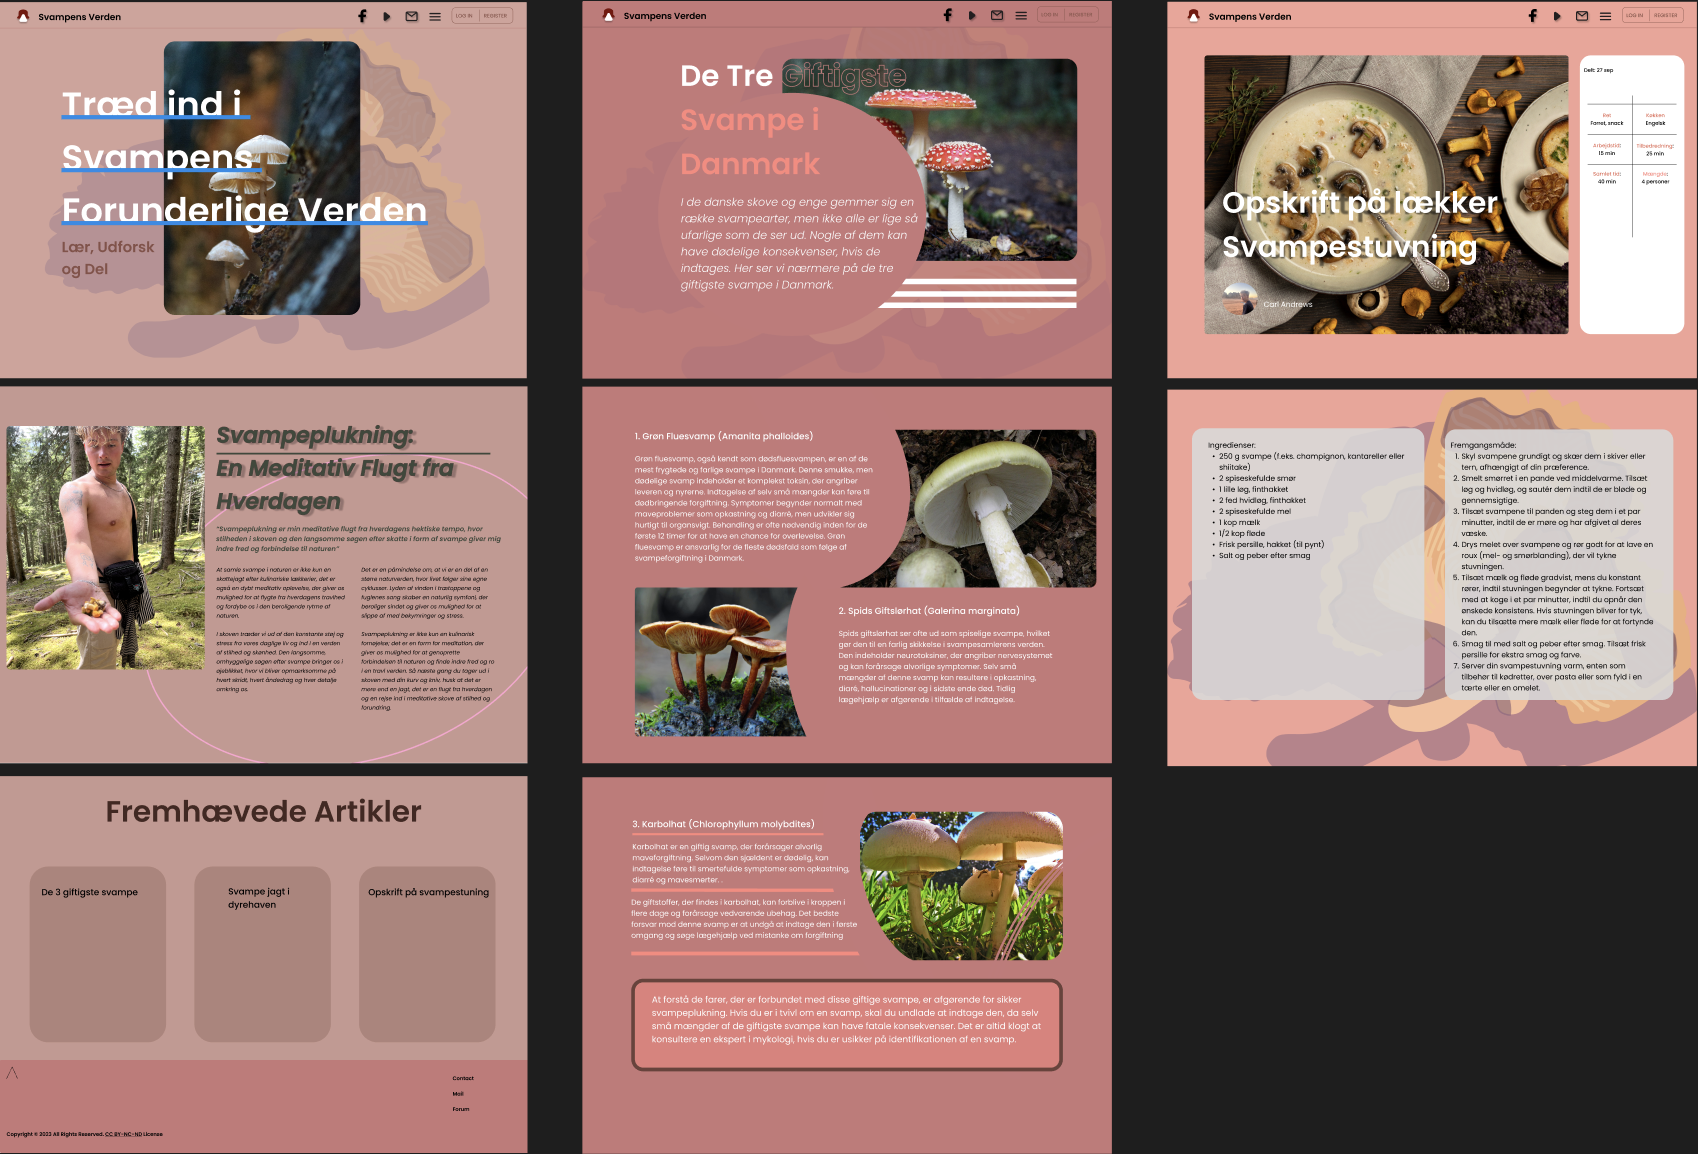 Svampens Verden
LOG IN
REGISTER
Træd ind i
Svampens
Forunderlige Verden
Lær, Udforsk
og Del
Svampeplukning:
En Meditativ Flugt fra
Hverdagen
"Svampeplukning er min meditative flugt fra hverdagens hektiske tempo, hvor
stilheden i skoven og den langsomme søgen efter skatte i form af svampe giver mig
indre fred og forbindelse til naturen"
At samle svampe i naturen er ikke kun en
skattejagt efter kulinariske lækkerier, det er
også en dybt meditativ oplevelse, der giver os
mulighed for at flygte fra hverdagens travlhed
og fordybe os i den beroligende rytme af
naturen.
I skoven træder vi ud af den konstante støj og
stress fra vores daglige liv og ind i en verden
af stilhed og skønhed. Den langsomme,
omhyggelige søgen efter svampe bringer os i
øjeblikket, hvor vi bliver opmærksomme på
hvert skridt, hvert åndedrag og hver detalje
omkring os.
Det er en påmindelse om, at vi er en del af en
større naturverden, hvor livet følger sine egne
cyklusser. Lyden af vinden i trætoppene og
fuglenes sang skaber en naturlig symfoni, der
beroliger sindet og giver os mulighed for at
slippe af med bekymringer og stress.
Svampeplukning er ikke kun en kulinarisk
fornøjelse; det er en form for meditation, der
giver os mulighed for at genoprette
forbindelsen til naturen og finde indre fred og ro
i en travl verden. Så næste gang du tager ud i
skoven med din kurv og kniv, husk at det er
mere end en jagt, det er en flugt fra hverdagen
og en rejse ind i meditative skove af stilhed og
forundring.
Fremhævede Artikler
De 3 giftigste svampe
Svampe jagt i
dyrehaven
Opskrift på svampestuning
Contact
Mail
Forum
Copyright © 2023 All Rights Reserved. CC BY-NC-ND License
Svampens Verden
LOG IN
REGISTER
De Tre Giftigste
Svampe i
Danmark
I de danske skove og enge gemmer sig en
række svampearter, men ikke alle er lige så
ufarlige som de ser ud. Nogle af dem kan
have dødelige konsekvenser, hvis de
indtages. Her ser vi nærmere på de tre
giftigste svampe i Danmark.
1. Grøn Fluesvamp (Amanita phalloides)
Grøn fluesvamp, også kendt som dødsfluesvampen, er en af de
mest frygtede og farlige svampe i Danmark. Denne smukke, men
dødelige svamp indeholder et komplekst toksin, der angriber
leveren og nyrerne. Indtagelse af selv små mængder kan føre til
dødbringende forgiftning. Symptomer begynder normalt med
maveproblemer som opkastning og diarré, men udvikler sig
hurtigt til organsvigt. Behandling er ofte nødvendig inden for de
første 12 timer for at have en chance for overlevelse. Grøn
fluesvamp er ansvarlig for de fleste dødsfald som følge af
svampeforgiftning i Danmark.
2. Spids Giftslørhat (Galerina marginata)
Spids giftslørhat ser ofte ud som spiselige svampe, hvilket
gør den til en farlig skikkelse i svampesamlerens verden.
Den indeholder neurotoksiner, der angriber nervesystemet
og kan forårsage alvorlige symptomer. Selv små
mængder af denne svamp kan resultere i opkastning,
diarré, hallucinationer og i sidste ende død. Tidlig
lægehjælp er afgørende i tilfælde af indtagelse.
3. Karbolhat (Chlorophyllum molybdites)
Karbolhat er en giftig svamp, der forårsager alvorlig
maveforgiftning. Selvom den sjældent er dødelig, kan
indtagelse føre til smertefulde symptomer som opkastning,
diarré og mavesmerter. .
De giftstoffer, der findes i karbolhat, kan forblive i kroppen i
flere dage og forårsage vedvarende ubehag. Det bedste
forsvar mod denne svamp er at undgå at indtage den i første
omgang og søge lægehjælp ved mistanke om forgiftning
At forstå de farer, der er forbundet med disse giftige svampe, er afgørende for sikker
svampeplukning. Hvis du er i tvivl om en svamp, skal du undlade at indtage den, da selv
små mængder af de giftigste svampe kan have fatale konsekvenser. Det er altid klogt at
konsultere en ekspert i mykologi, hvis du er usikker på identifikationen af en svamp.
Svampens Verden
LOG IN
REGISTER
Opskrift på lækker
Svampestuvning
Carl Andrews
Delt: 27 sep
Ret
Forret, snack
Køkken
Engelsk
Arbejdstid:
15 min
Tilberedning:
25 min
Samlet tid:
40 min
Mængde:
4 personer
Ingredienser:
• 250 g svampe (f.eks. champignon, kantareller eller
shiitake)
• 2 spiseskefulde smør
• 1 lille løg, finthakket
• 2 fed hvidløg, finthakket
• 2 spiseskefulde mel
• 1 kop mælk
• 1/2 kop fløde
• Frisk persille, hakket (til pynt)
• Salt og peber efter smag
Fremgangsmåde:
1. Skyl svampene grundigt og skær dem i skiver eller
tern, afhængigt af din præference.
2. Smelt smørret i en pande ved middelvarme. Tilsæt
løg og hvidløg, og sautér dem indtil de er bløde og
gennemsigtige.
3. Tilsæt svampene til panden og steg dem i et par
minutter, indtil de er møre og har afgivet al deres
væske.
4. Drys melet over svampene og rør godt for at lave en
roux (mel- og smørblanding), der vil tykne
stuvningen.
5. Tilsæt mælk og fløde gradvist, mens du konstant
rører, indtil stuvningen begynder at tykne. Fortsæt
med at koge i et par minutter, indtil du opnår den
ønskede konsistens. Hvis stuvningen bliver for tyk,
kan du tilsætte mere mælk eller fløde for at fortynde
den.
6. Smag til med salt og peber efter smag. Tilsæt frisk
persille for ekstra smag og farve.
7. Server din svampestuvning varm, enten som
tilbehør til kødretter, over pasta eller som fyld i en
tærte eller en omelet.